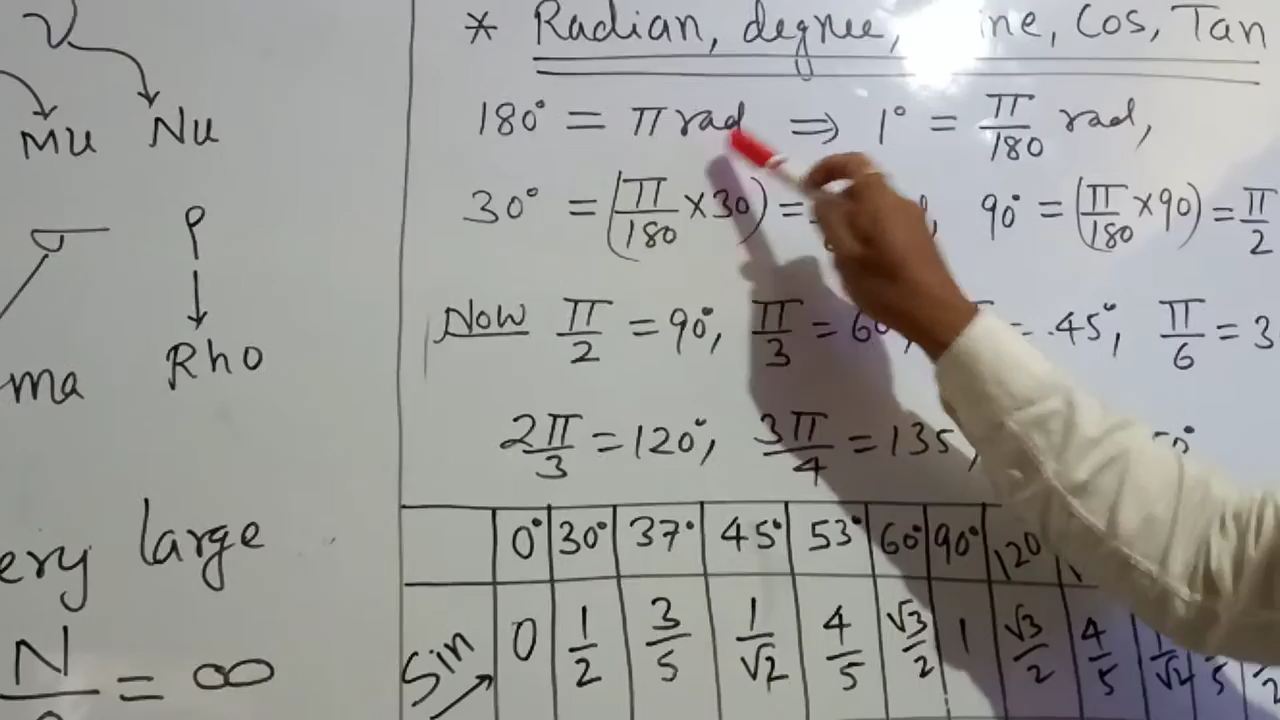 ν
Mu Nu
σ ρ
ma Rho
ery large
N = ∞
* Radian, degree, ine, Cos, Tan
180° = π rad ⇒ 1° = π/180 rad,
30° = (π/180 × 30) = 90° = (π/180 × 90) = π/2
Now π/2 = 90°, π/3 = 60°, = 45°, π/6 = 3
2π/3 = 120°, 3π/4 = 135,
0° 30° 37° 45° 53° 60° 90° 120
Sin 0 1/2 3/5 1/√2 4/5 √3/2 1 √3/2 4/5 1/√2